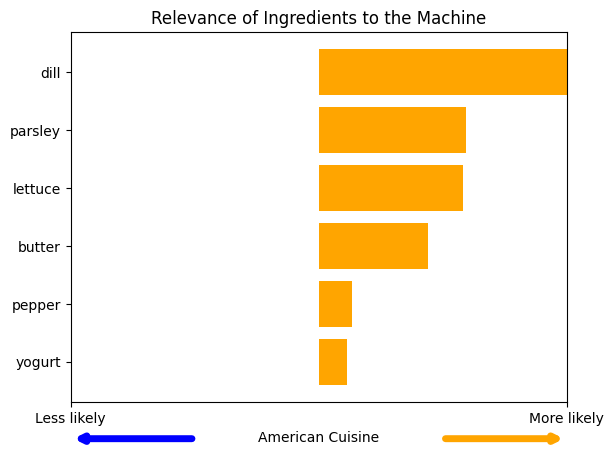 Relevance of Ingredients to the Machine
dill
parsley
lettuce
butter
pepper
yogurt
Less likely
More likely
American Cuisine